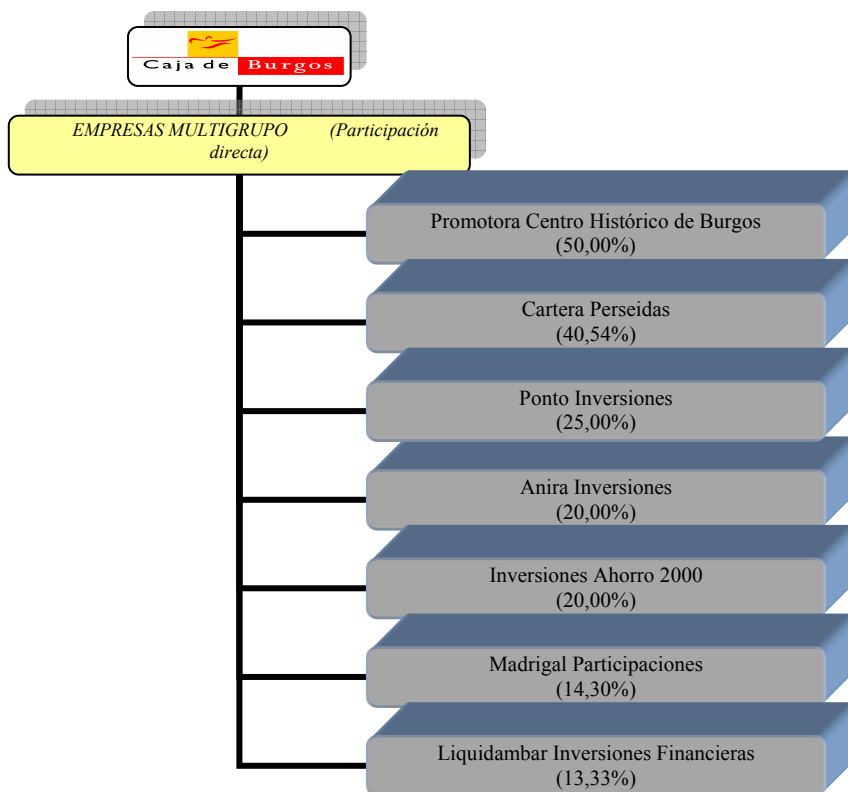 Caja de Burgos
EMPRESAS MULTIGRUPO (Participación
directa)
Promotora Centro Histórico de Burgos
(50,00%)
Cartera Perseidas
(40,54%)
Ponto Inversiones
(25,00%)
Anira Inversiones
(20,00%)
Inversiones Ahorro 2000
(20,00%)
Madrigal Participaciones
(14,30%)
Liquidambar Inversiones Financieras
(13,33%)